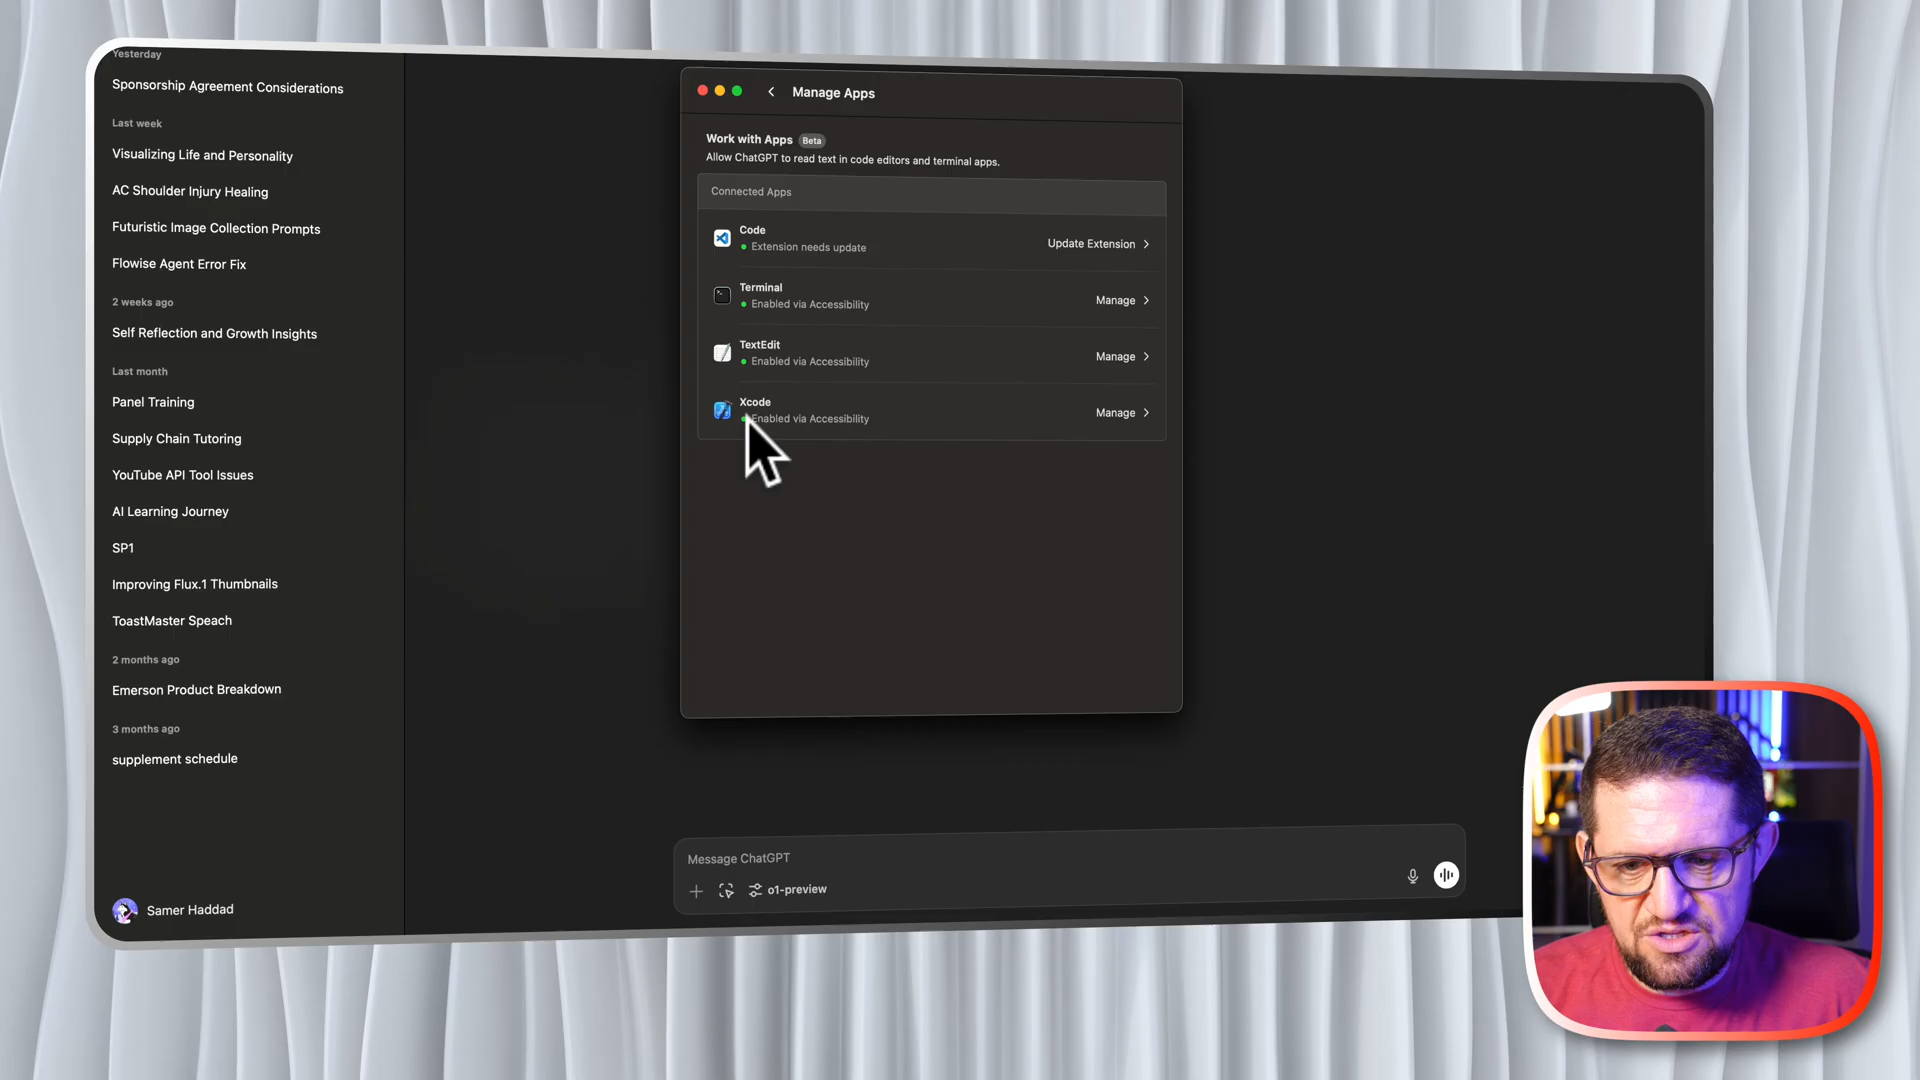 Yesterday
Sponsorship Agreement Considerations
Last week
Visualizing Life and Personality
AC Shoulder Injury Healing
Futuristic Image Collection Prompts
Flowise Agent Error Fix
2 weeks ago
Self Reflection and Growth Insights
Last month
Panel Training
Supply Chain Tutoring
YouTube API Tool Issues
AI Learning Journey
SP1
Improving Flux.1 Thumbnails
ToastMaster Speach
2 months ago
Emerson Product Breakdown
3 months ago
supplement schedule
Samer Haddad
Manage Apps
Work with Apps Beta
Allow ChatGPT to read text in code editors and terminal apps.
Connected Apps
Code
Extension needs update
Update Extension
Terminal
Enabled via Accessibility
Manage
TextEdit
Enabled via Accessibility
Manage
Xcode
Enabled via Accessibility
Manage
Message ChatGPT
o1-preview